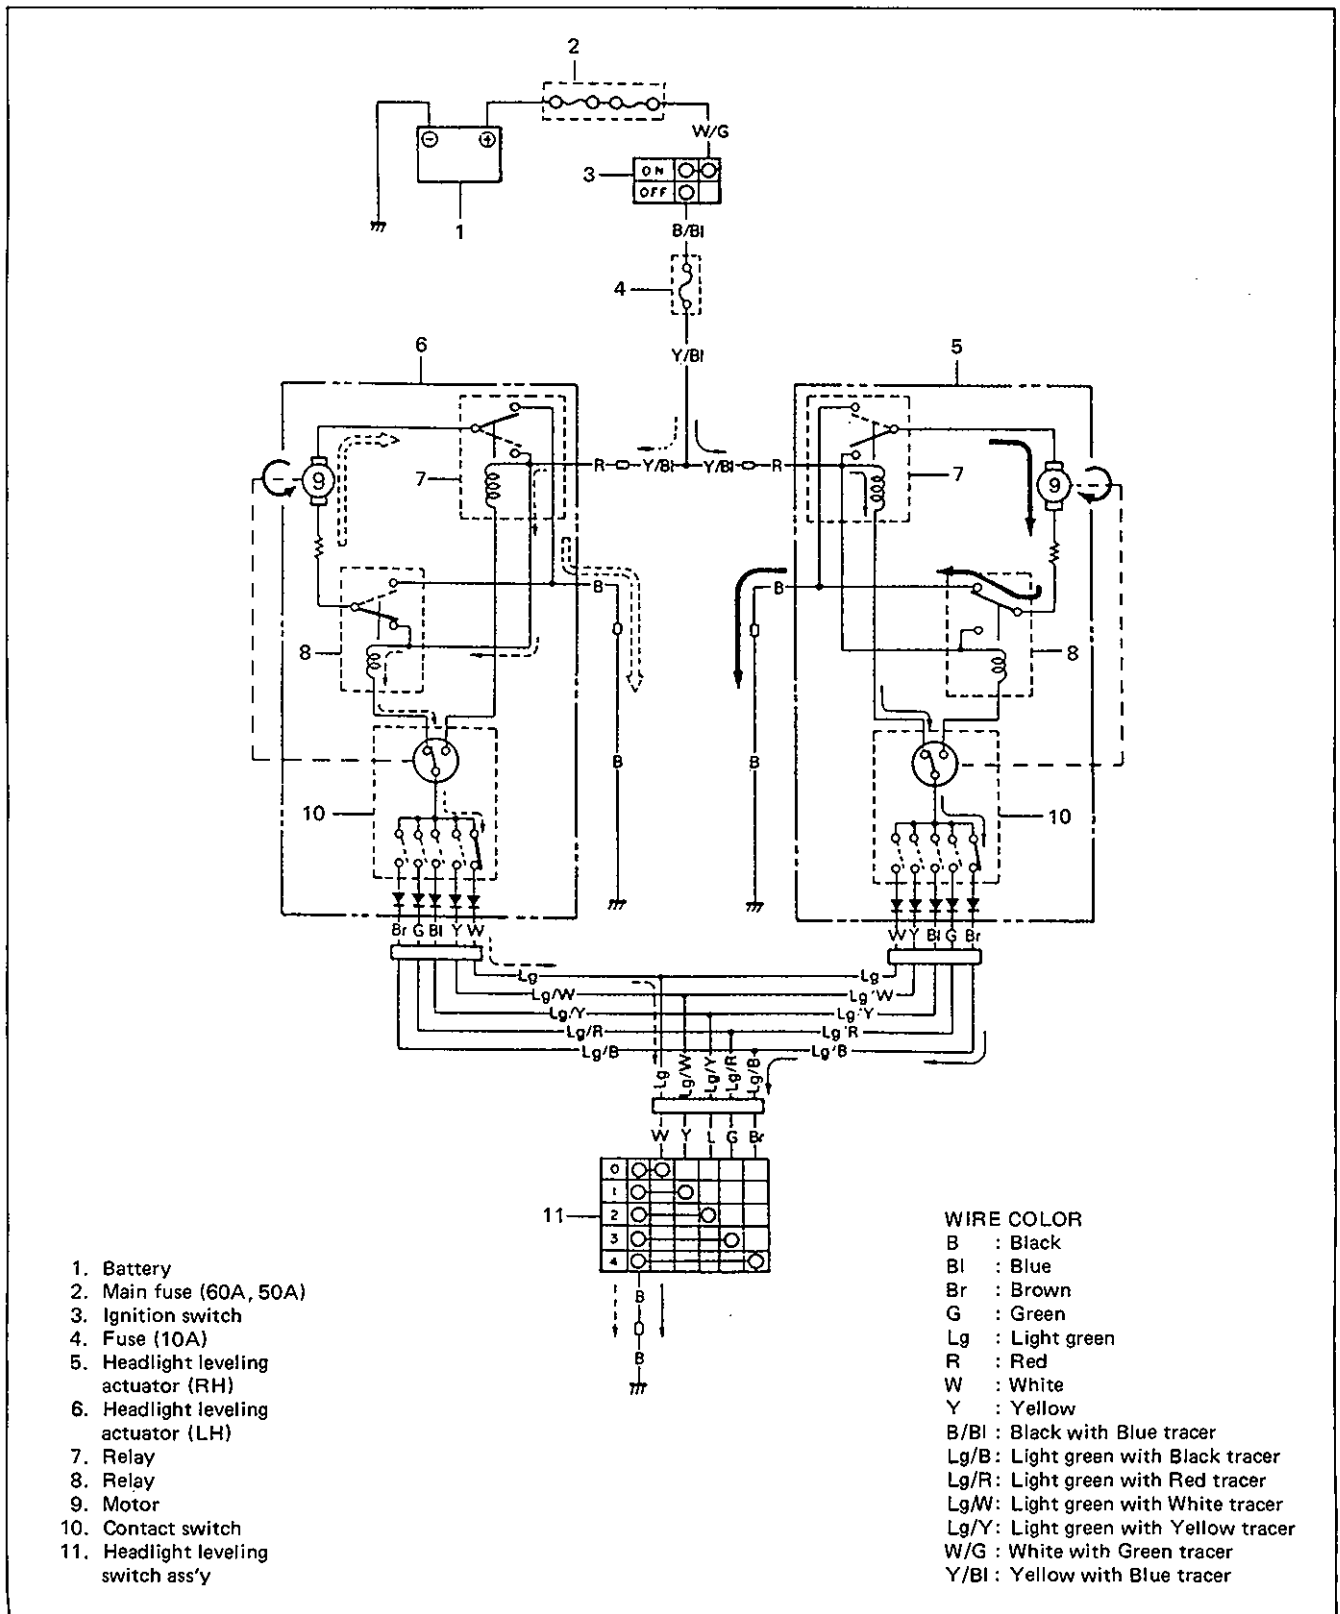 2
W/G
3
ON
OFF
1
B/Bl
4
Y/Bl
6
5
9
7
R
Y/Bl
Y/Bl
R
7
9
B
B
8
8
B
B
10
10
Br G Bl Y W
W Y Bl G Br
Lg
Lg
Lg/W
Lg/W
Lg/Y
Lg/Y
Lg/R
Lg/R
Lg/B
Lg/B
Lg Lg/W Lg/Y Lg/R Lg/B
W Y L G Br
0
1
11
2
3
4
B
B
1. Battery
2. Main fuse (60A, 50A)
3. Ignition switch
4. Fuse (10A)
5. Headlight leveling
actuator (RH)
6. Headlight leveling
actuator (LH)
7. Relay
8. Relay
9. Motor
10. Contact switch
11. Headlight leveling
switch ass'y
WIRE COLOR
B : Black
Bl : Blue
Br : Brown
G : Green
Lg : Light green
R : Red
W : White
Y : Yellow
B/Bl : Black with Blue tracer
Lg/B : Light green with Black tracer
Lg/R : Light green with Red tracer
Lg/W : Light green with White tracer
Lg/Y : Light green with Yellow tracer
W/G : White with Green tracer
Y/Bl : Yellow with Blue tracer